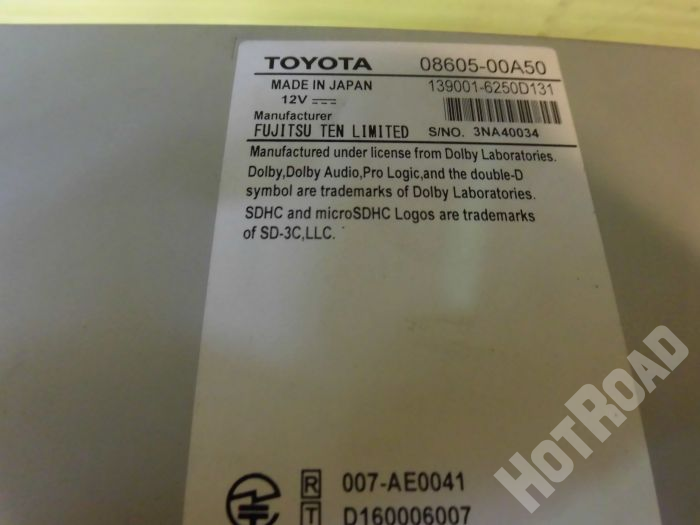 TOYOTA 08605-00A50
MADE IN JAPAN 139001-6250D131
12V
Manufacturer
FUJITSU TEN LIMITED S/NO. 3NA40034
Manufactured under license from Dolby Laboratories.
Dolby,Dolby Audio,Pro Logic,and the double-D
symbol are trademarks of Dolby Laboratories.
SDHC and microSDHC Logos are trademarks
of SD-3C,LLC.
R 007-AE0041
T D160006007
HOTROAD